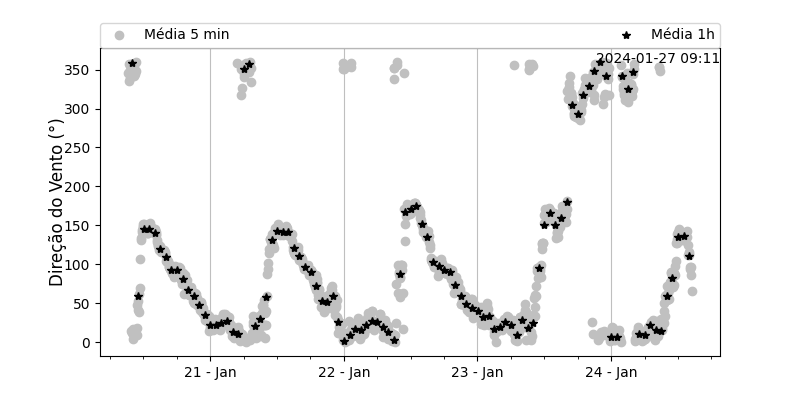 Média 5 min
Média 1h
2024-01-27 09:11
Direção do Vento (°)
350
300
250
200
150
100
50
0
21 - Jan
22 - Jan
23 - Jan
24 - Jan